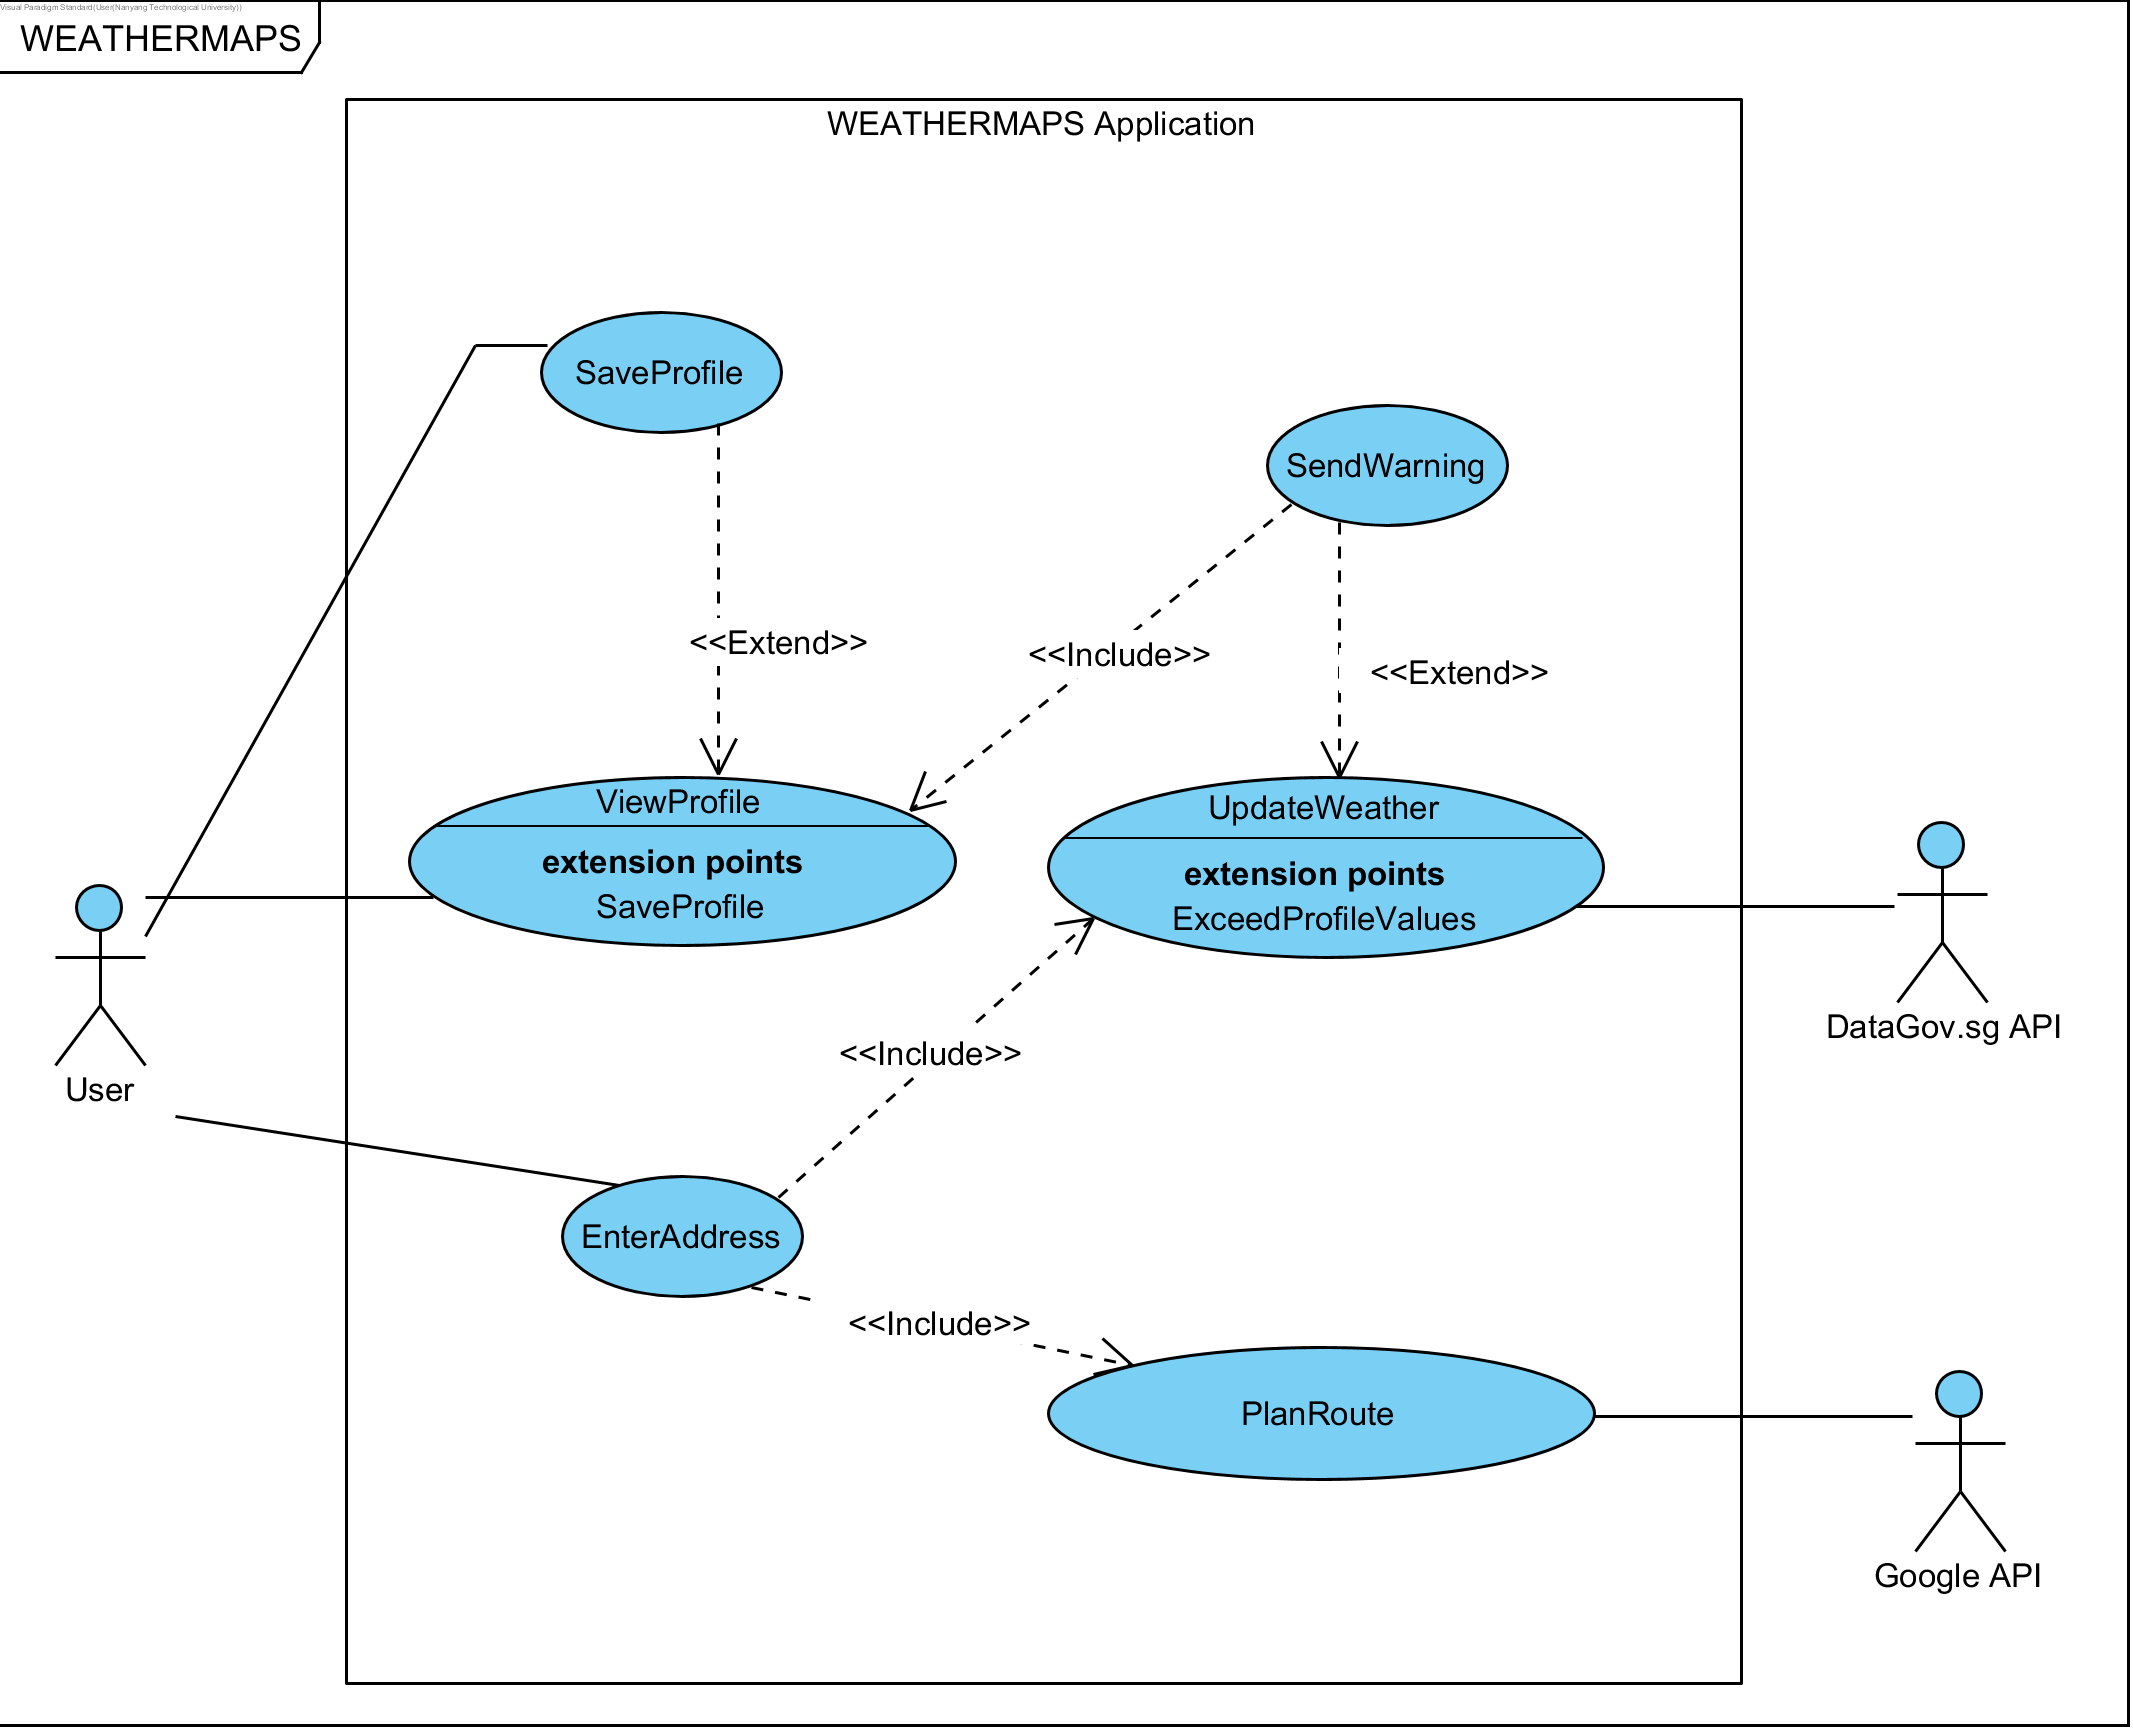 Visual Paradigm Standard(User(Nanyang Technological University))
WEATHERMAPS
WEATHERMAPS Application
SaveProfile
SendWarning
<<Extend>>
<<Include>>
<<Extend>>
ViewProfile
extension points
SaveProfile
UpdateWeather
extension points
ExceedProfileValues
DataGov.sg API
<<Include>>
User
EnterAddress
<<Include>>
PlanRoute
Google API